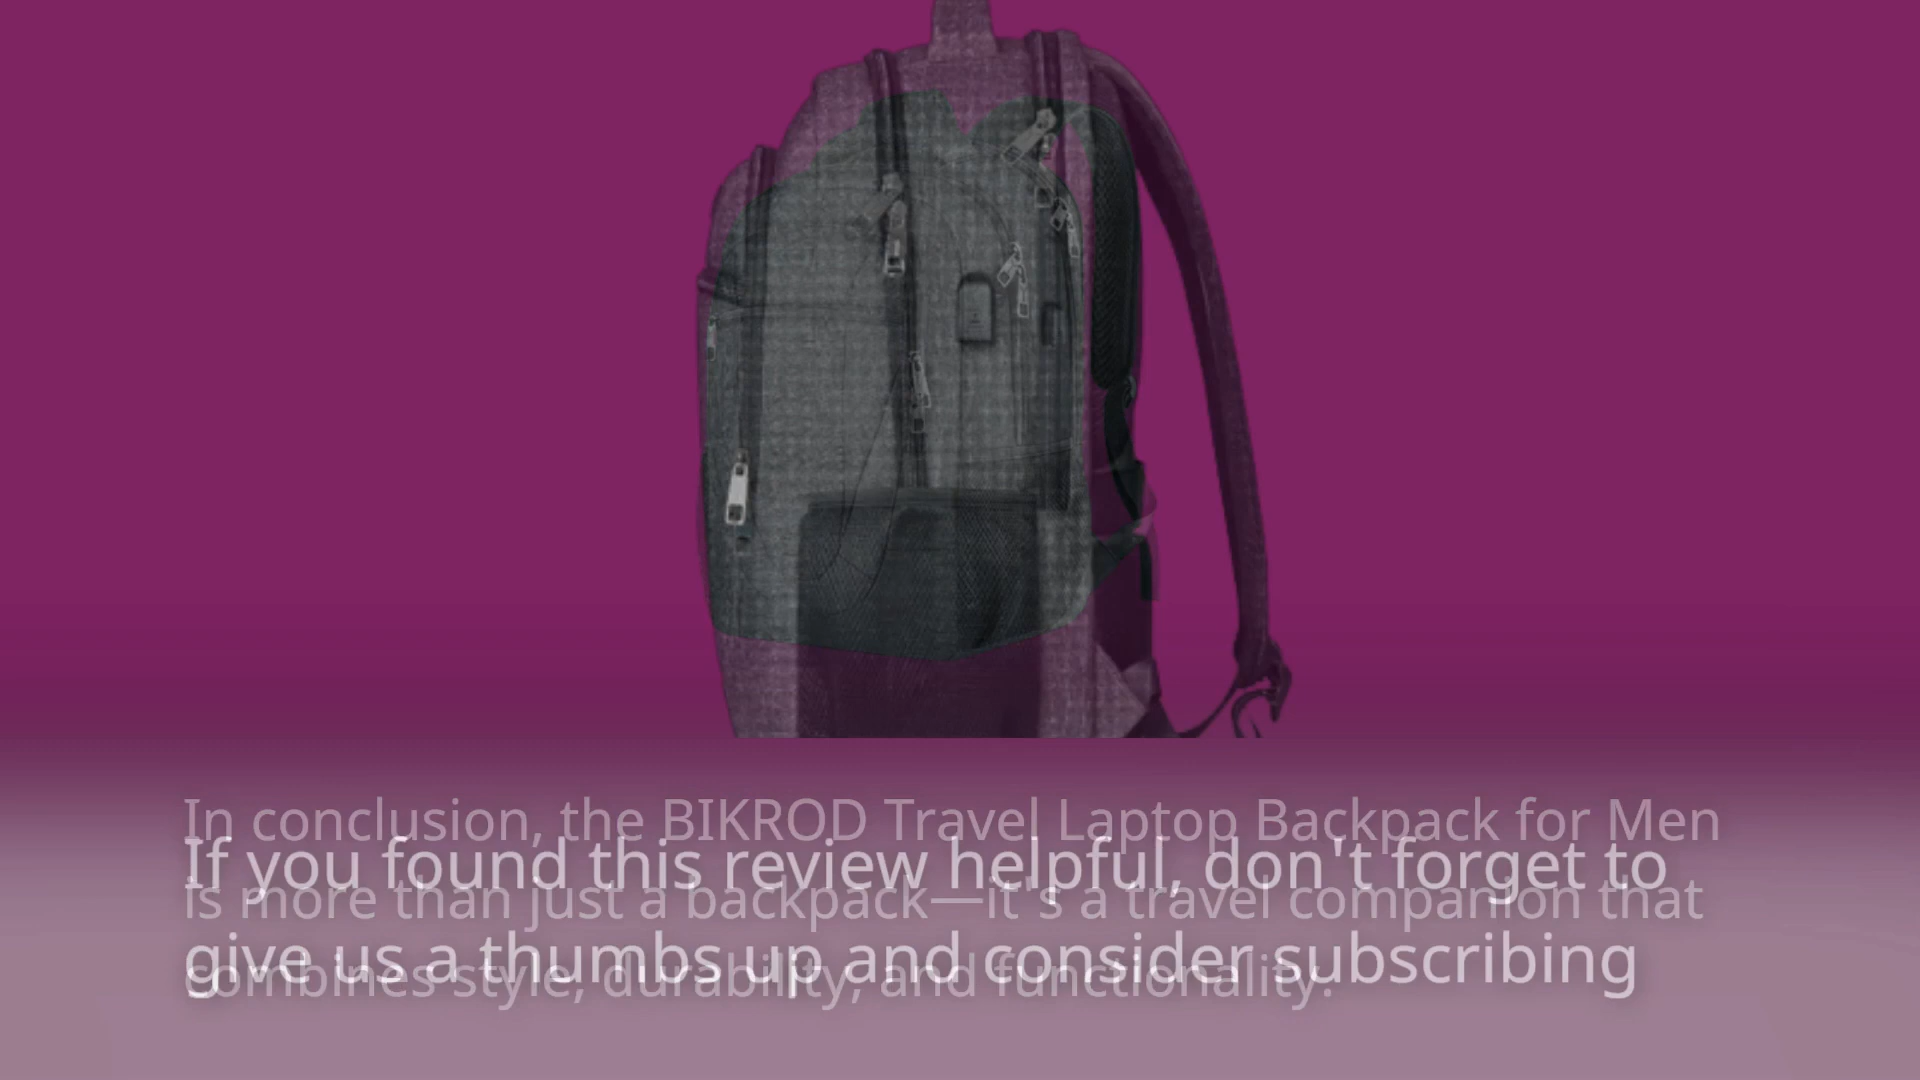 In conclusion, the BIKROD Travel Laptop Backpack for Men
is more than just a backpack—it's a travel companion that
combines style, durability, and functionality.
If you found this review helpful, don't forget to
give us a thumbs up and consider subscribing